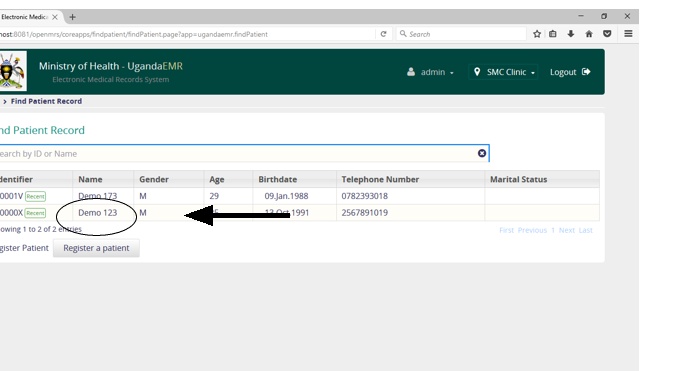 Electronic Medica
host:8081/openmrs/coreapps/findpatient/findPatient.page?app=ugandaemr.findPatient
Search
Ministry of Health - UgandaEMR
Electronic Medical Records System
admin
SMC Clinic
Logout
Find Patient Record
nd Patient Record
earch by ID or Name
dentifier Name Gender Age Birthdate Telephone Number Marital Status
0001V Recent Demo 173 M 29 09.Jan.1988 0782393018
0000X Recent Demo 123 M 13.Oct.1991 2567891019
owing 1 to 2 of 2 entries
First Previous 1 Next Last
gister Patient Register a patient